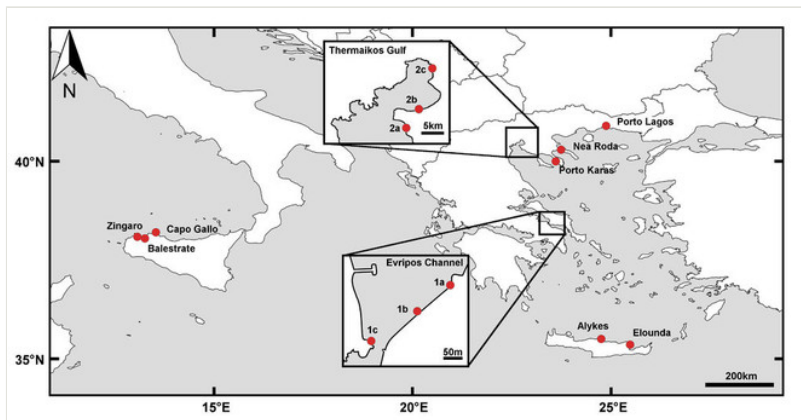 Thermaikos Gulf
2c
2b
2a
5km
N
Porto Lagos
Nea Roda
Porto Karas
40°N
Zingaro
Capo Gallo
Balestrate
Evripos Channel
1a
1b
1c
50m
Alykes
Elounda
35°N
200km
15°E
20°E
25°E